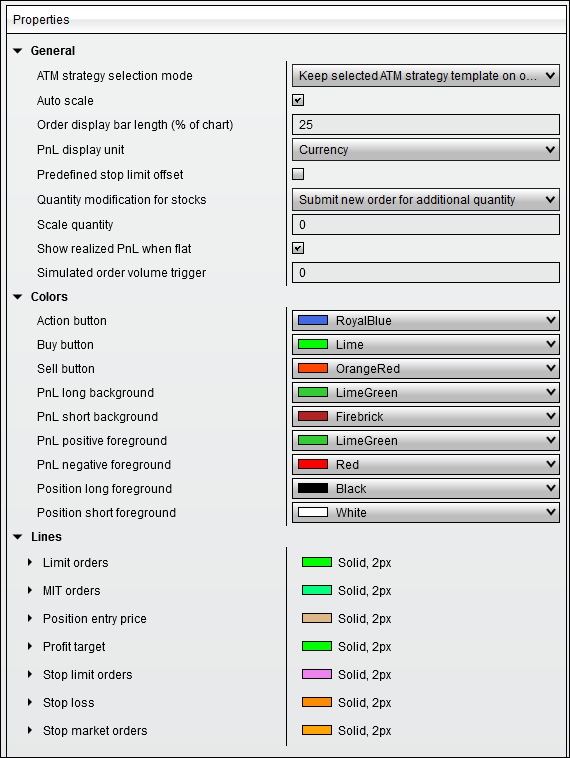 Properties
General
ATM strategy selection mode Keep selected ATM strategy template on o...
Auto scale
Order display bar length (% of chart) 25
PnL display unit Currency
Predefined stop limit offset
Quantity modification for stocks Submit new order for additional quantity
Scale quantity 0
Show realized PnL when flat
Simulated order volume trigger 0
Colors
Action button RoyalBlue
Buy button Lime
Sell button OrangeRed
PnL long background LimeGreen
PnL short background Firebrick
PnL positive foreground LimeGreen
PnL negative foreground Red
Position long foreground Black
Position short foreground White
Lines
Limit orders Solid, 2px
MIT orders Solid, 2px
Position entry price Solid, 2px
Profit target Solid, 2px
Stop limit orders Solid, 2px
Stop loss Solid, 2px
Stop market orders Solid, 2px